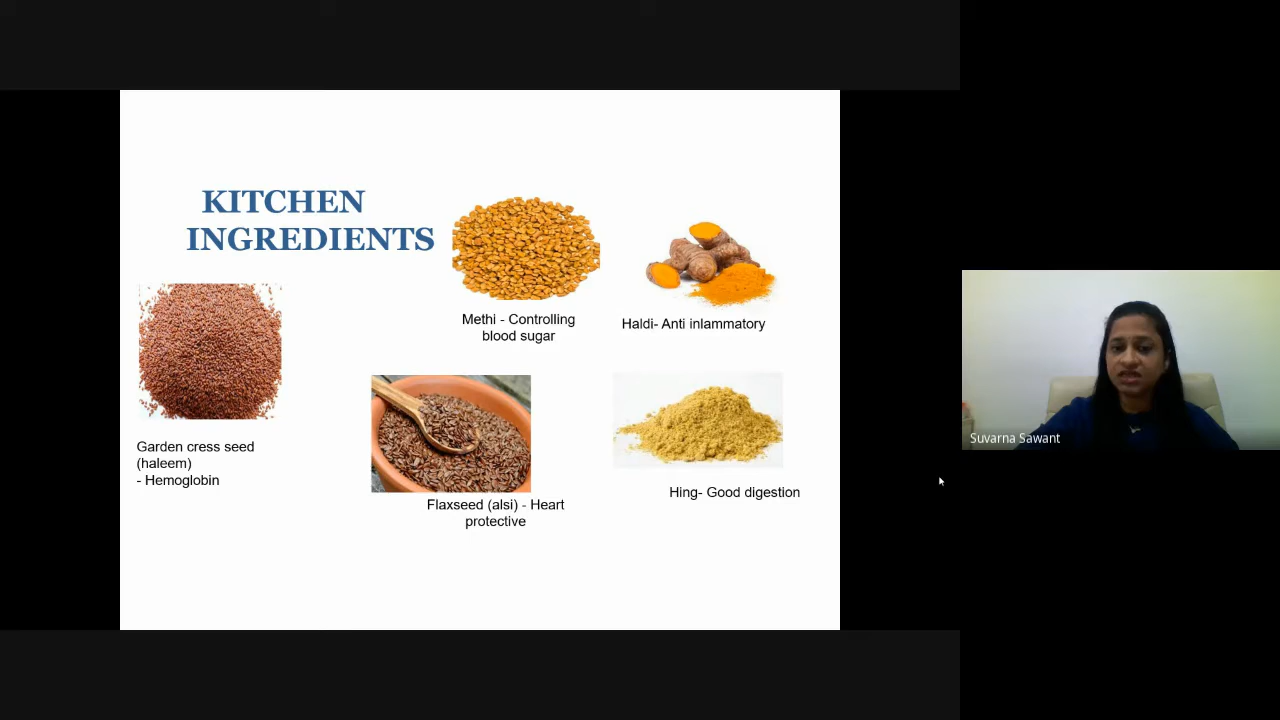 KITCHEN
INGREDIENTS
Methi - Controlling
blood sugar
Haldi- Anti inlammatory
Garden cress seed
(haleem)
- Hemoglobin
Flaxseed (alsi) - Heart
protective
Hing- Good digestion
Suvarna Sawant